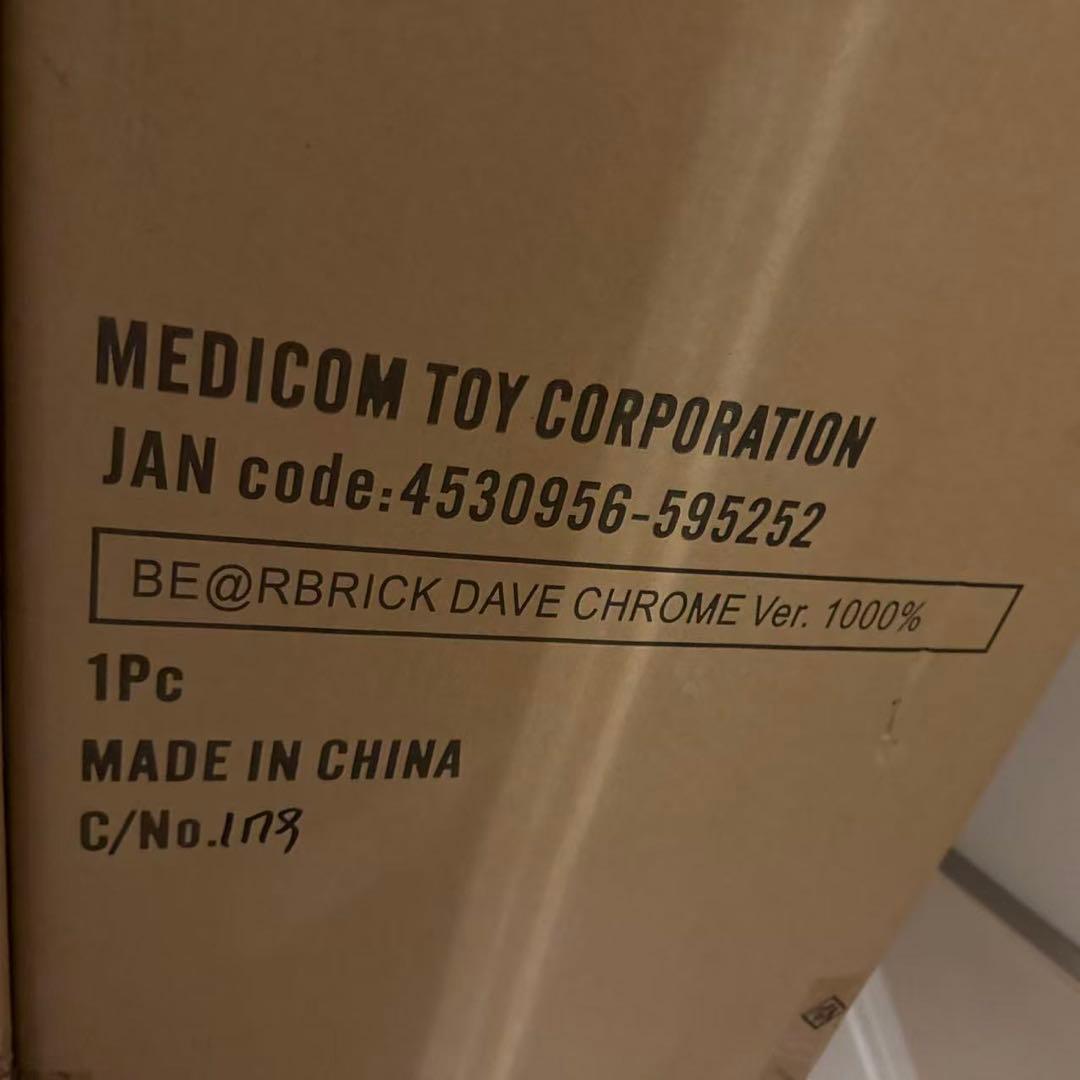 MEDICOM TOY CORPORATION
JAN code:4530956-595252
BE@RBRICK DAVE CHROME Ver. 1000%
1Pc
MADE IN CHINA
C/No.178